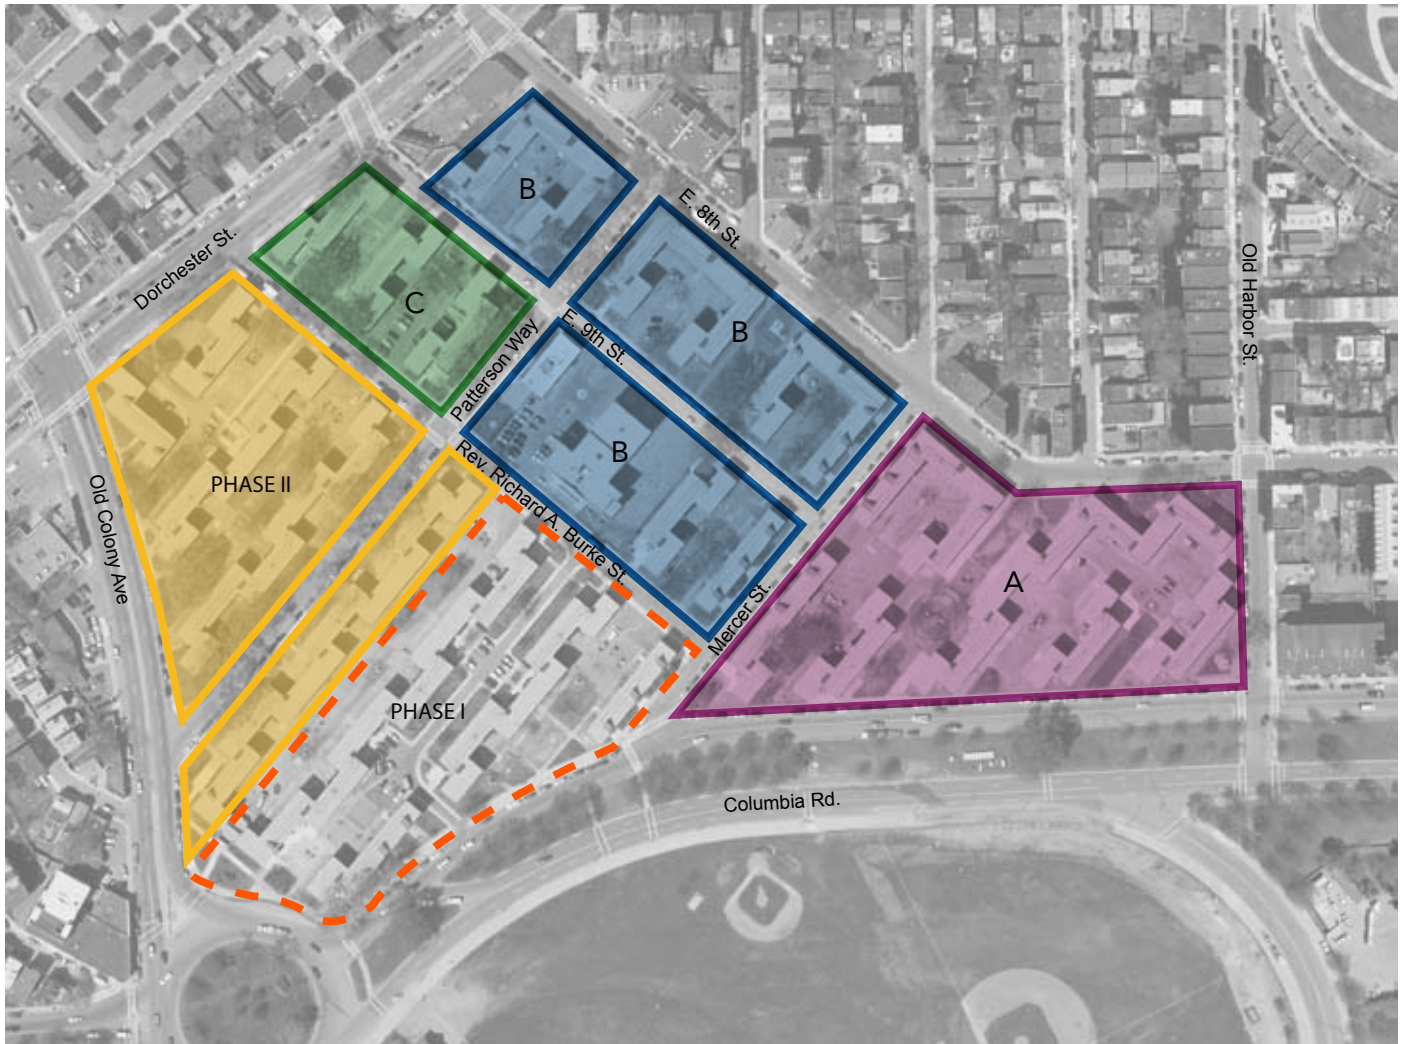 B
E. 8th St.
Dorchester St.
C
B
Old Harbor St.
E. 9th St.
Patterson Way
B
PHASE II
Rev. Richard A. Burke St.
Old Colony Ave
A
Mercer St.
PHASE I
Columbia Rd.